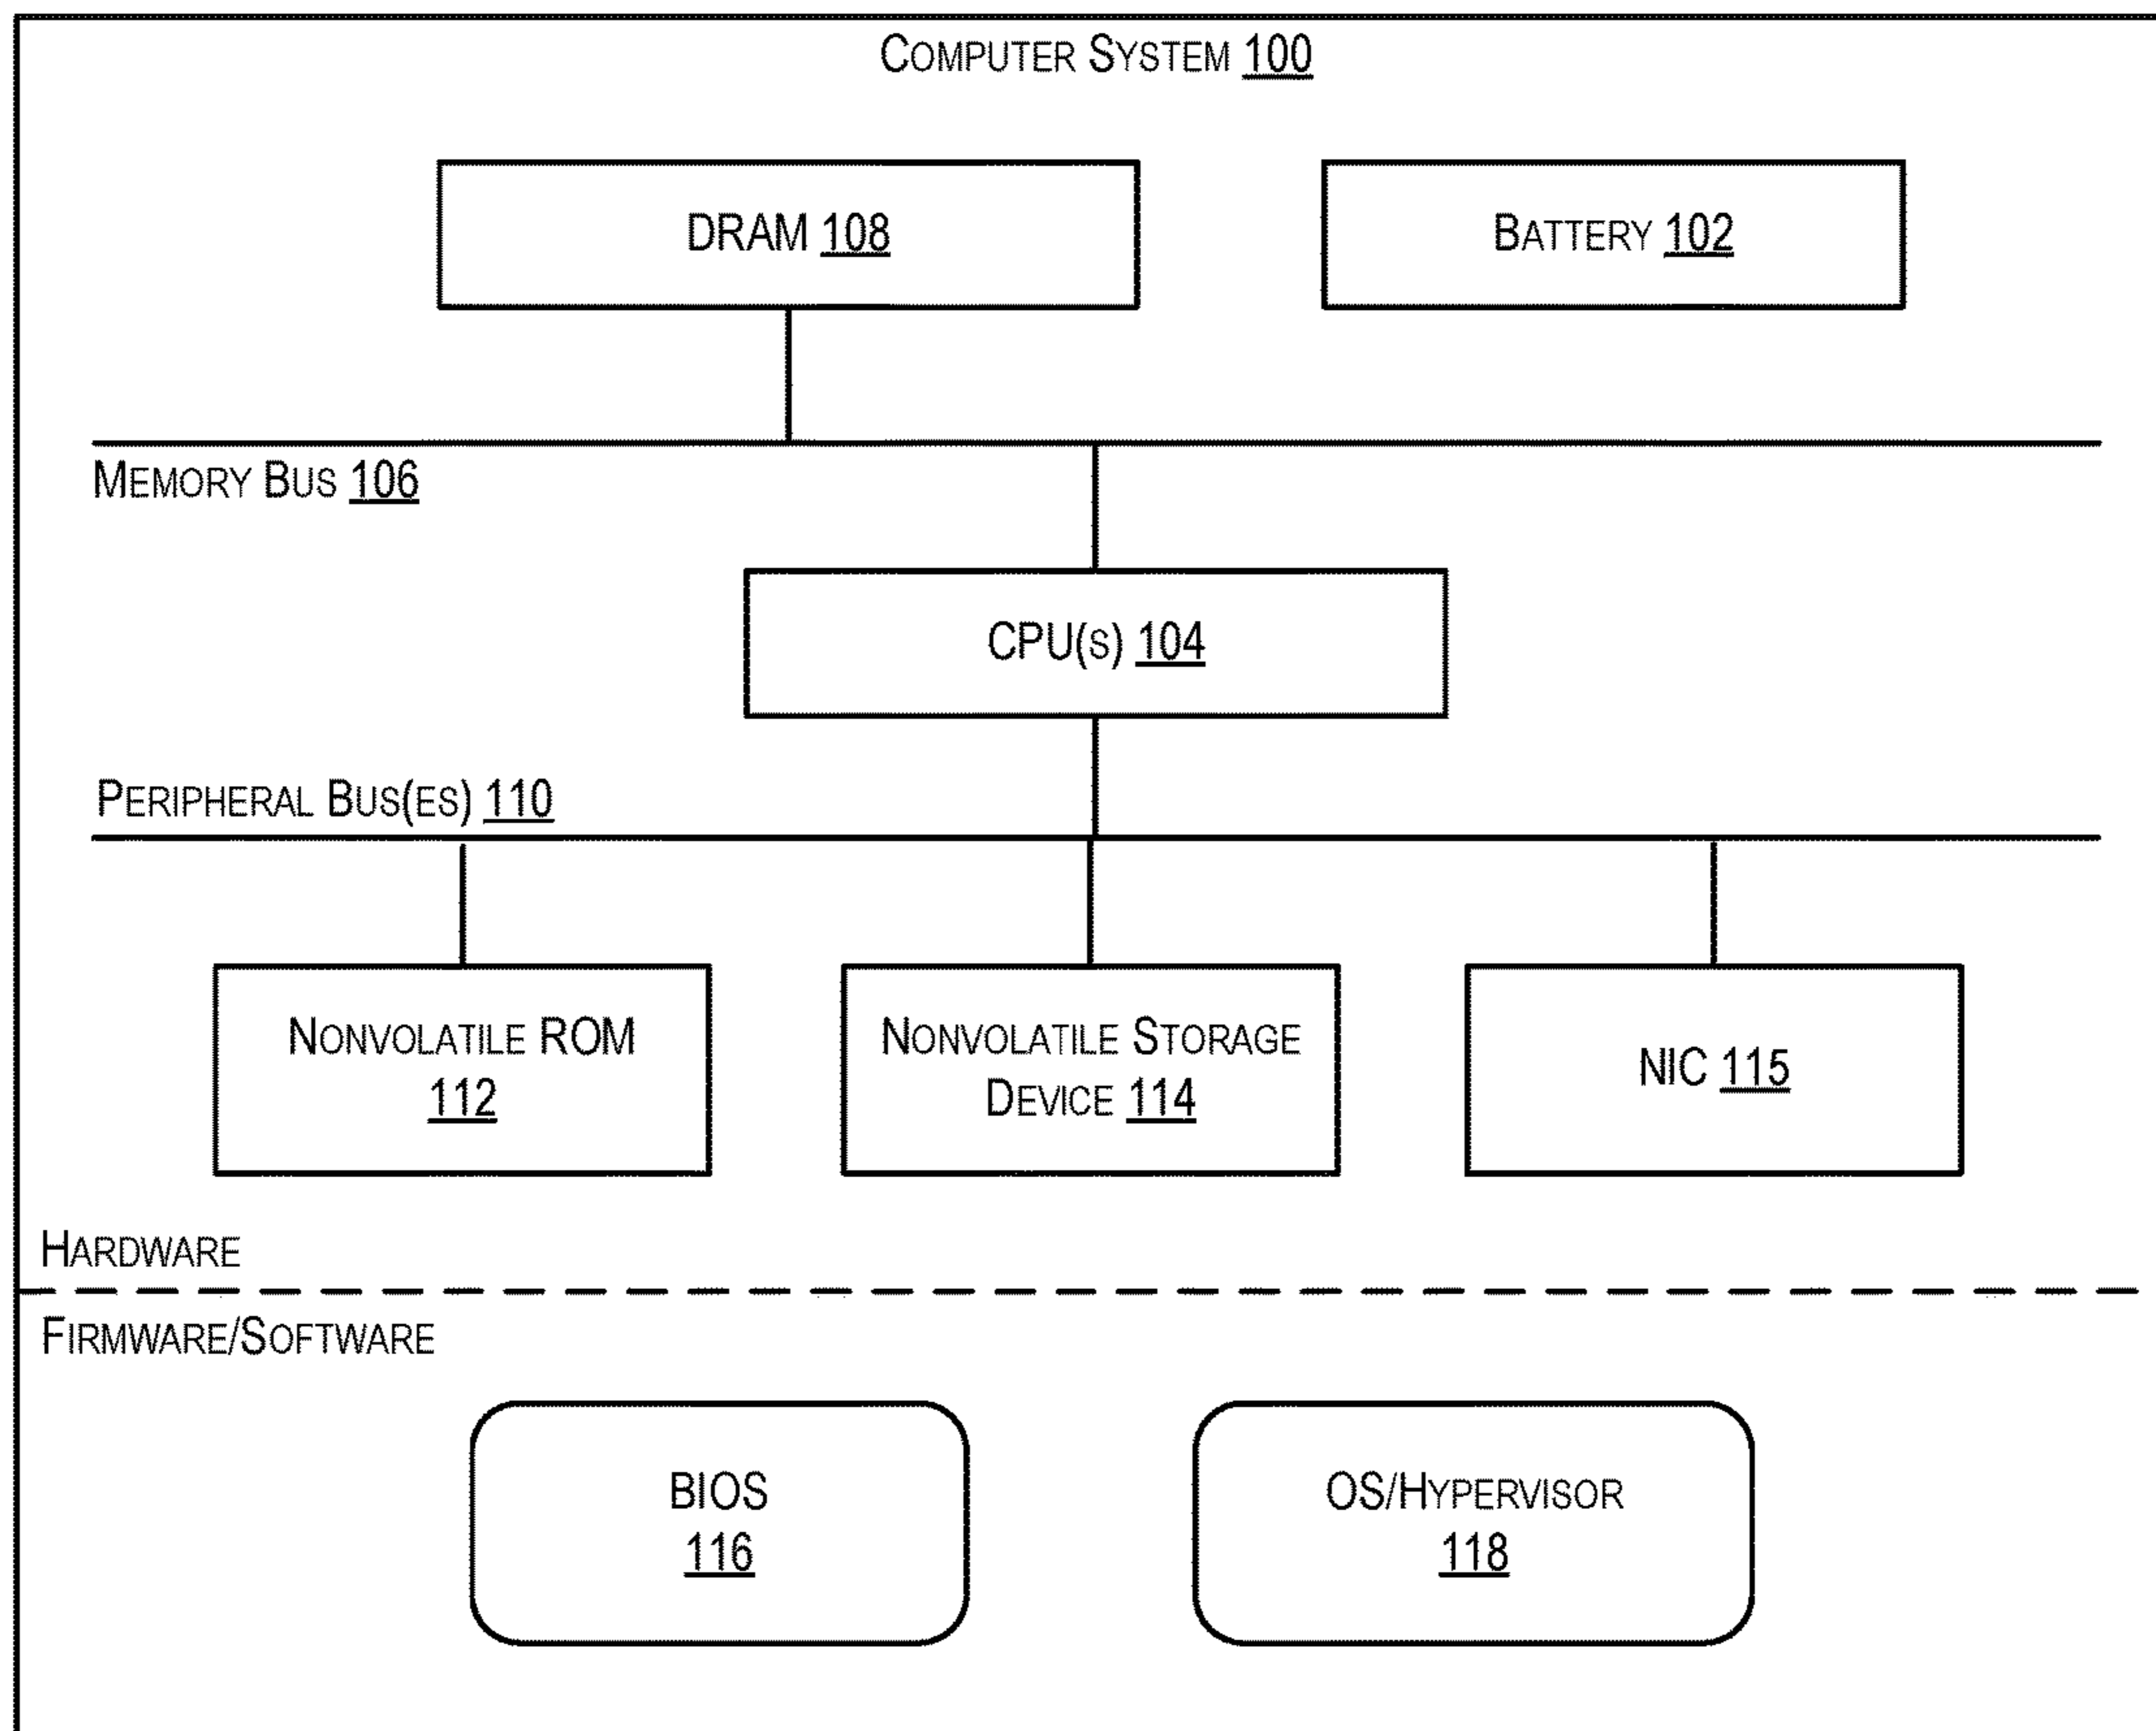 Computer System 100
DRAM 108
Battery 102
Memory Bus 106
CPU(s) 104
Peripheral Bus(es) 110
Nonvolatile ROM
112
Nonvolatile Storage
Device 114
NIC 115
Hardware
Firmware/Software
BIOS
116
OS/Hypervisor
118